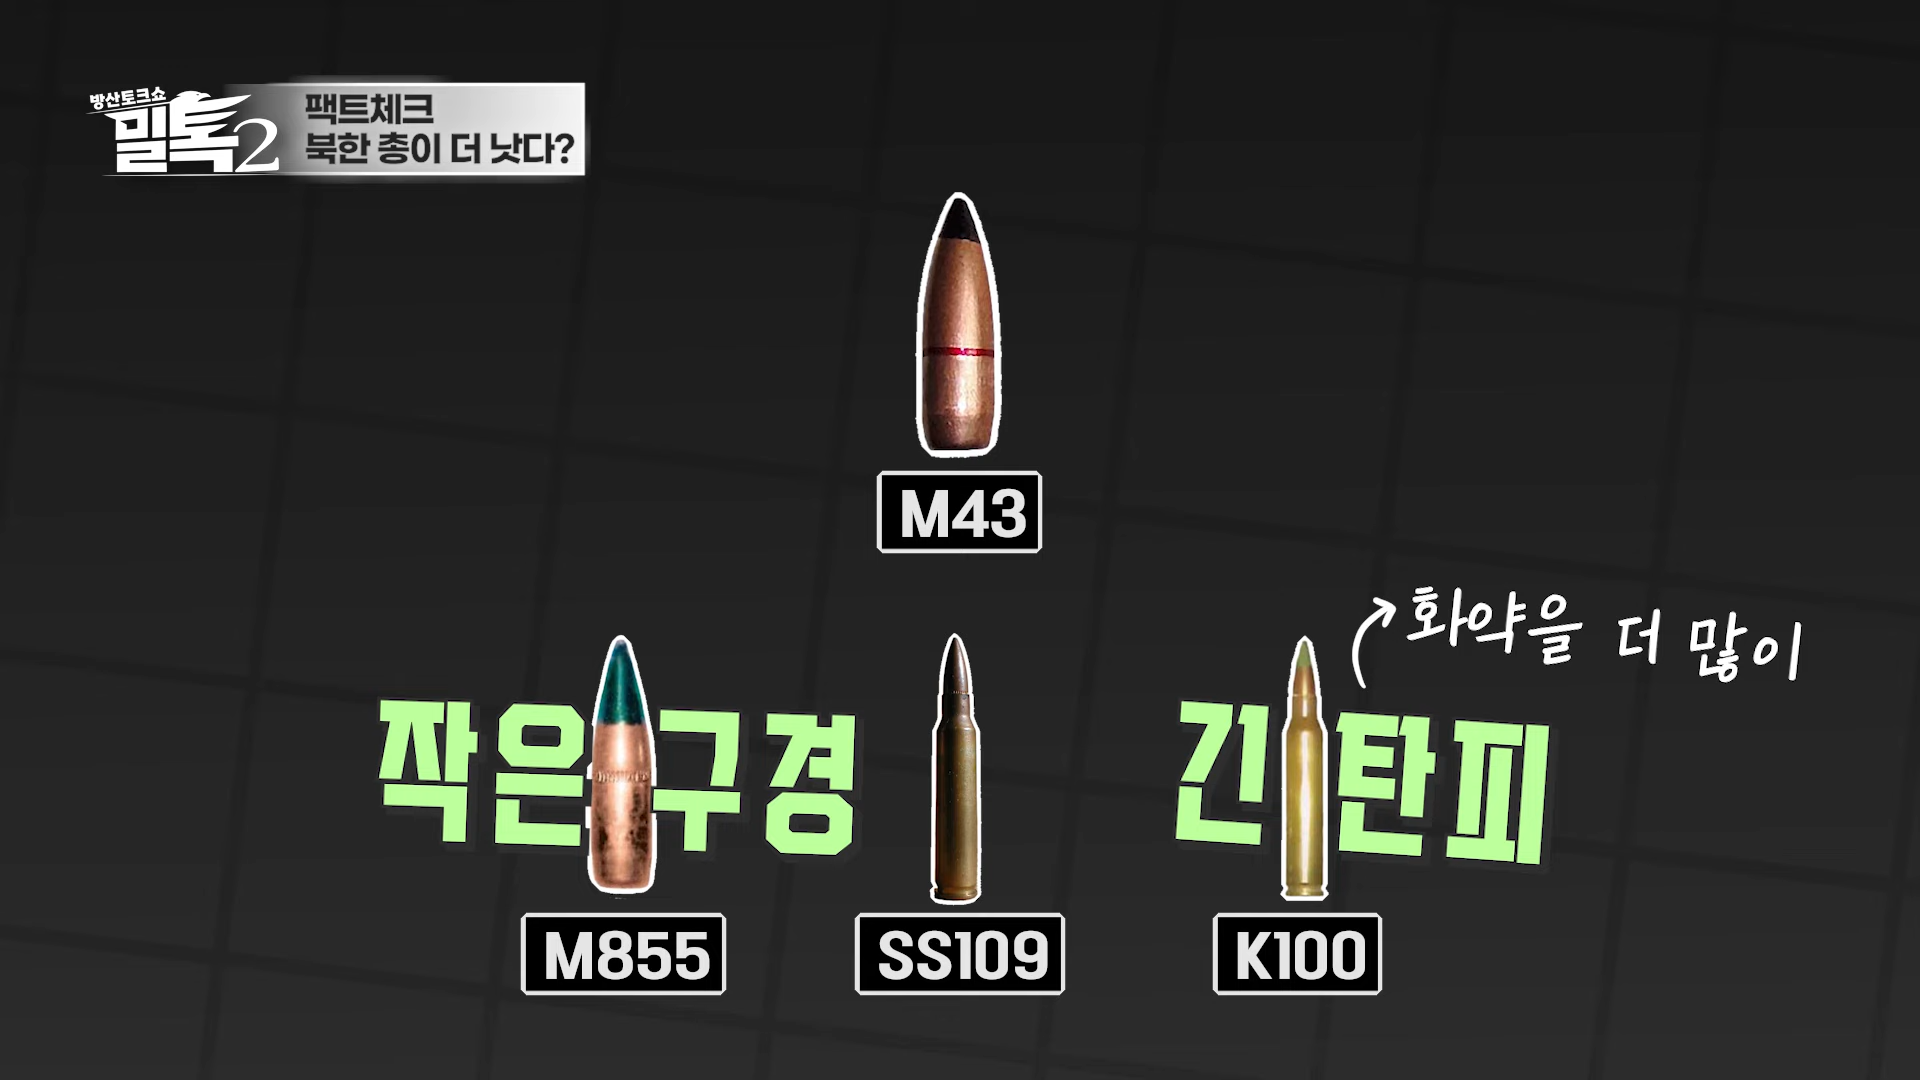 방산토크쇼
밀톡2
팩트체크
북한 총이 더 낫다?
M43
화약을 더 많이
작은 구경
긴 탄피
M855
SS109
K100